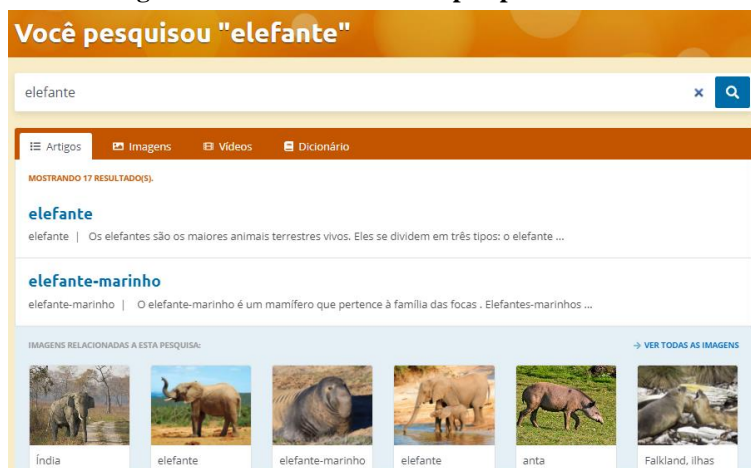 Você pesquisou "elefante"
elefante
Artigos Imagens Vídeos Dicionário
MOSTRANDO 17 RESULTADO(S).
elefante
elefante | Os elefantes são os maiores animais terrestres vivos. Eles se dividem em três tipos: o elefante ...
elefante-marinho
elefante-marinho | O elefante-marinho é um mamífero que pertence à família das focas . Elefantes-marinhos ...
IMAGENS RELACIONADAS A ESTA PESQUISA: → VER TODAS AS IMAGENS
Índia elefante elefante-marinho elefante anta Falkland, ilhas